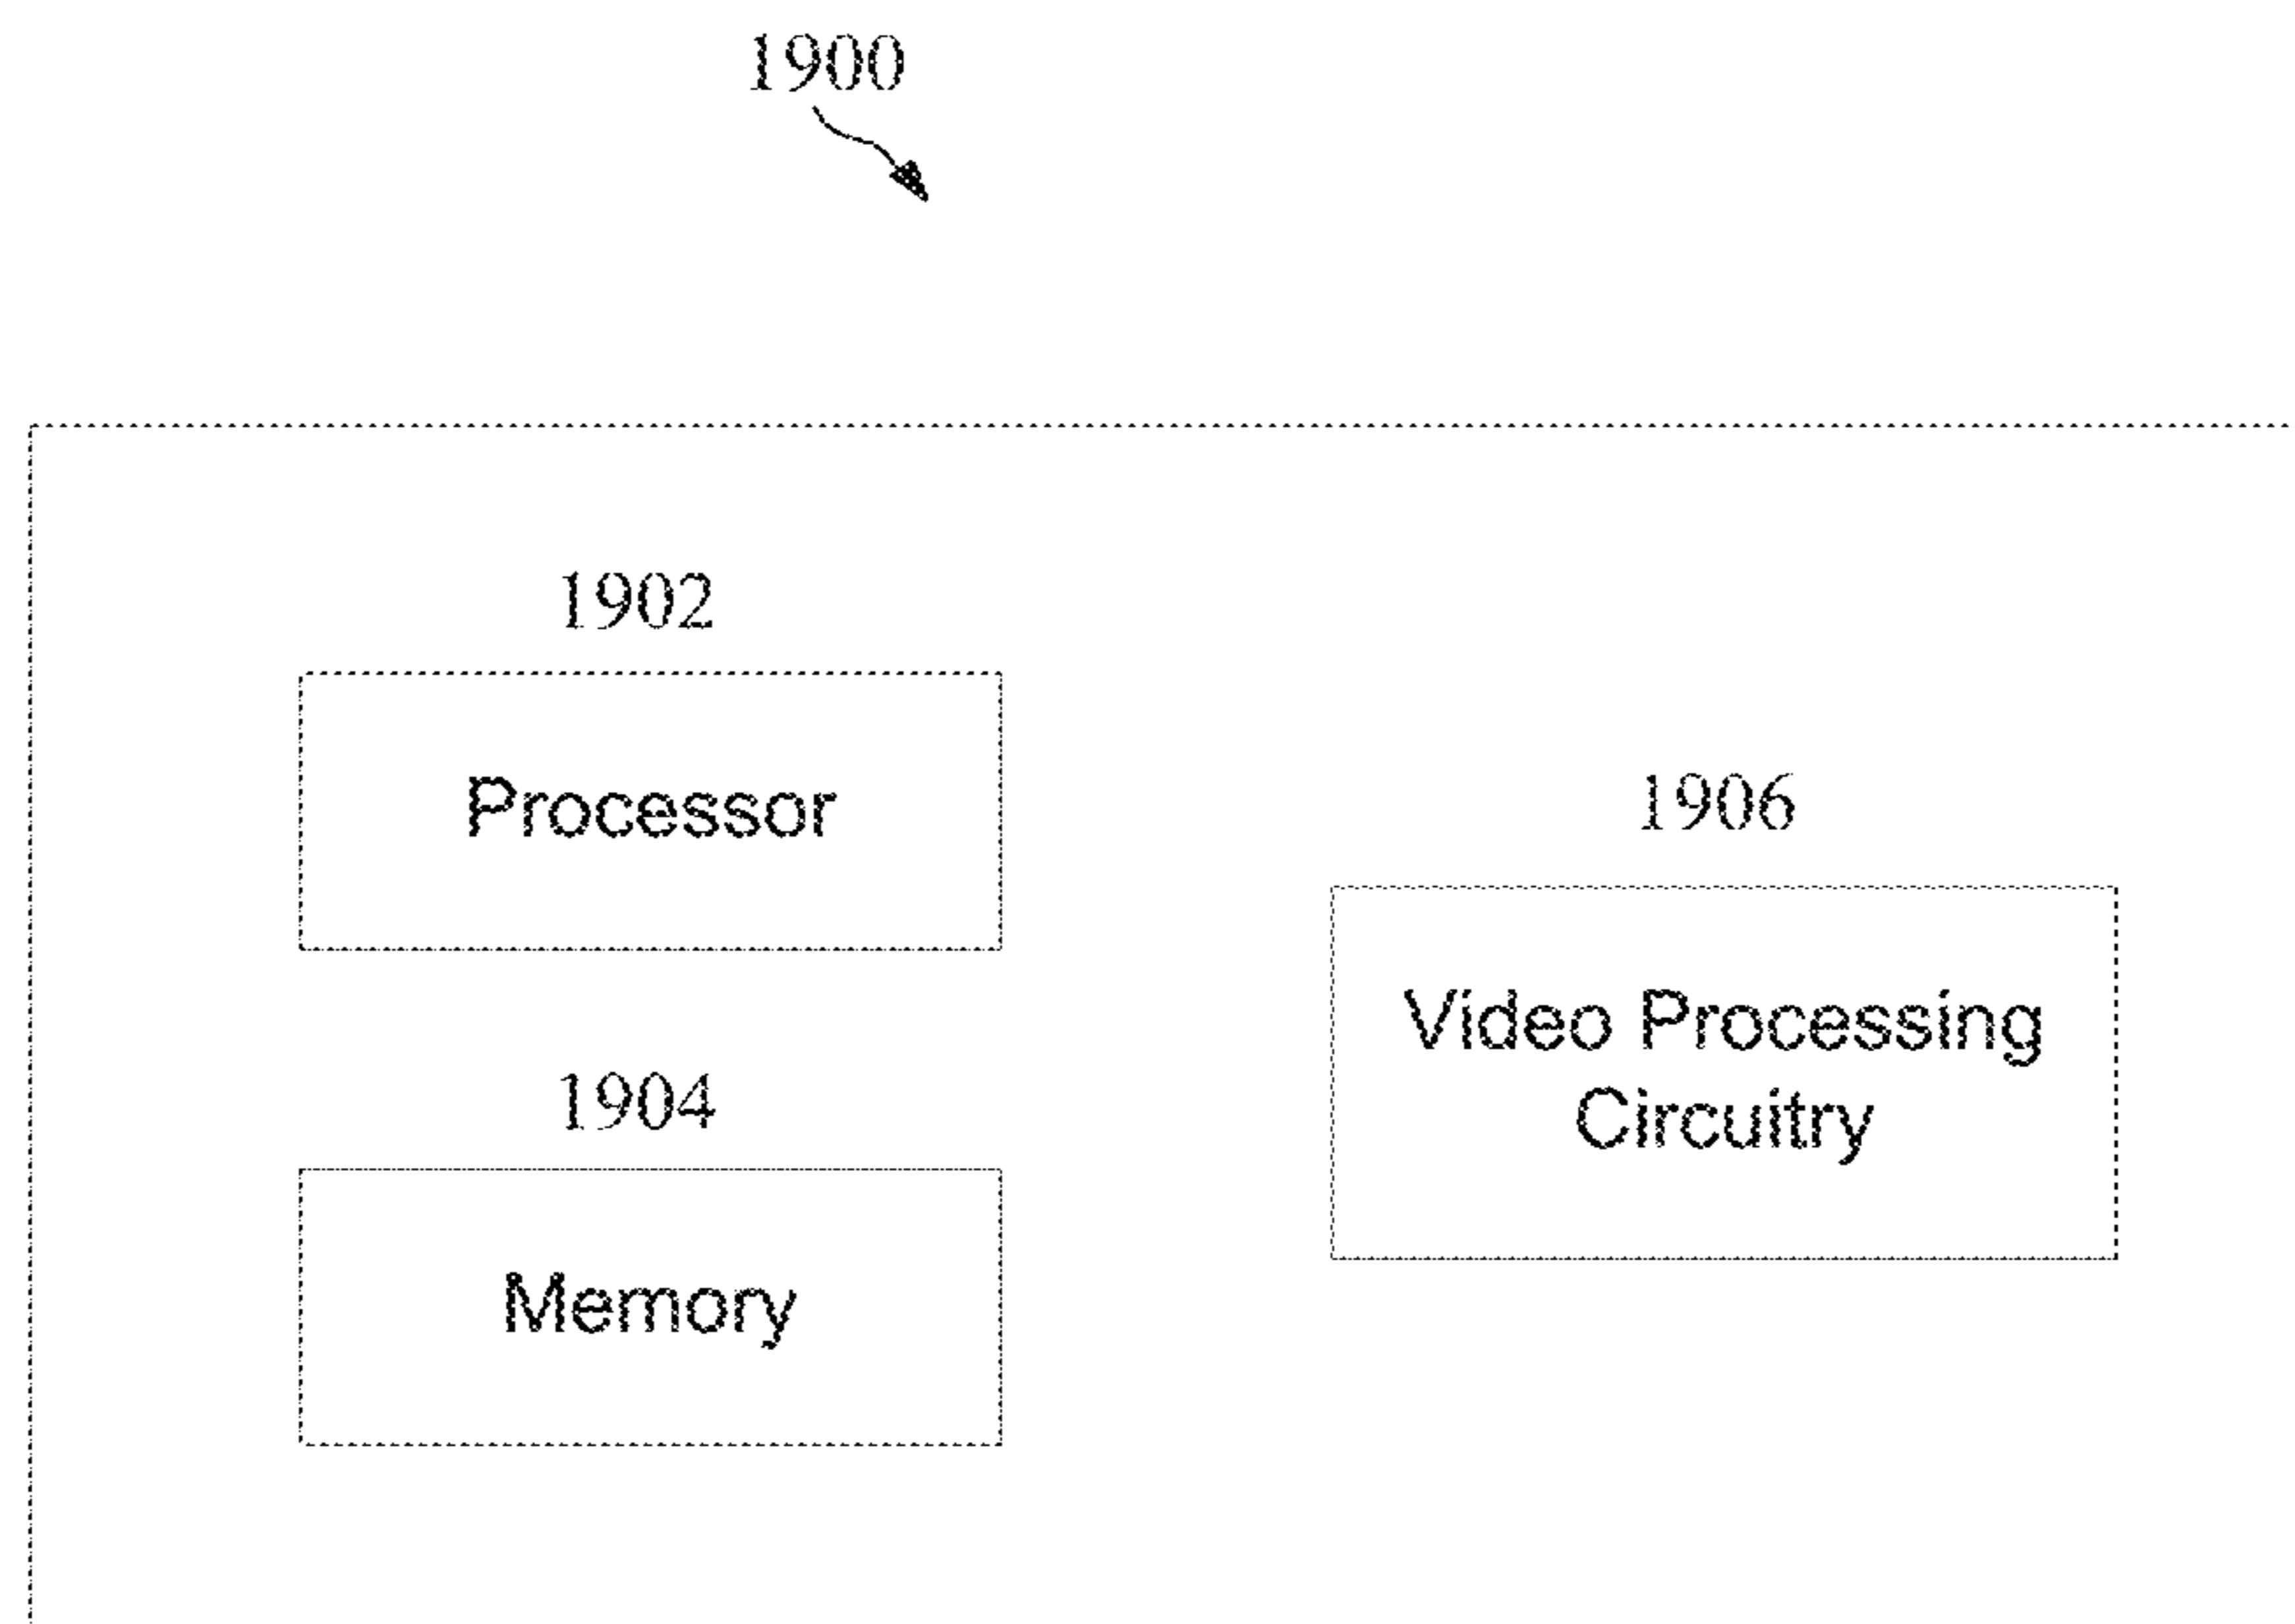 1900
1902
Processor
1906
Video Processing
Circuitry
1904
Memory